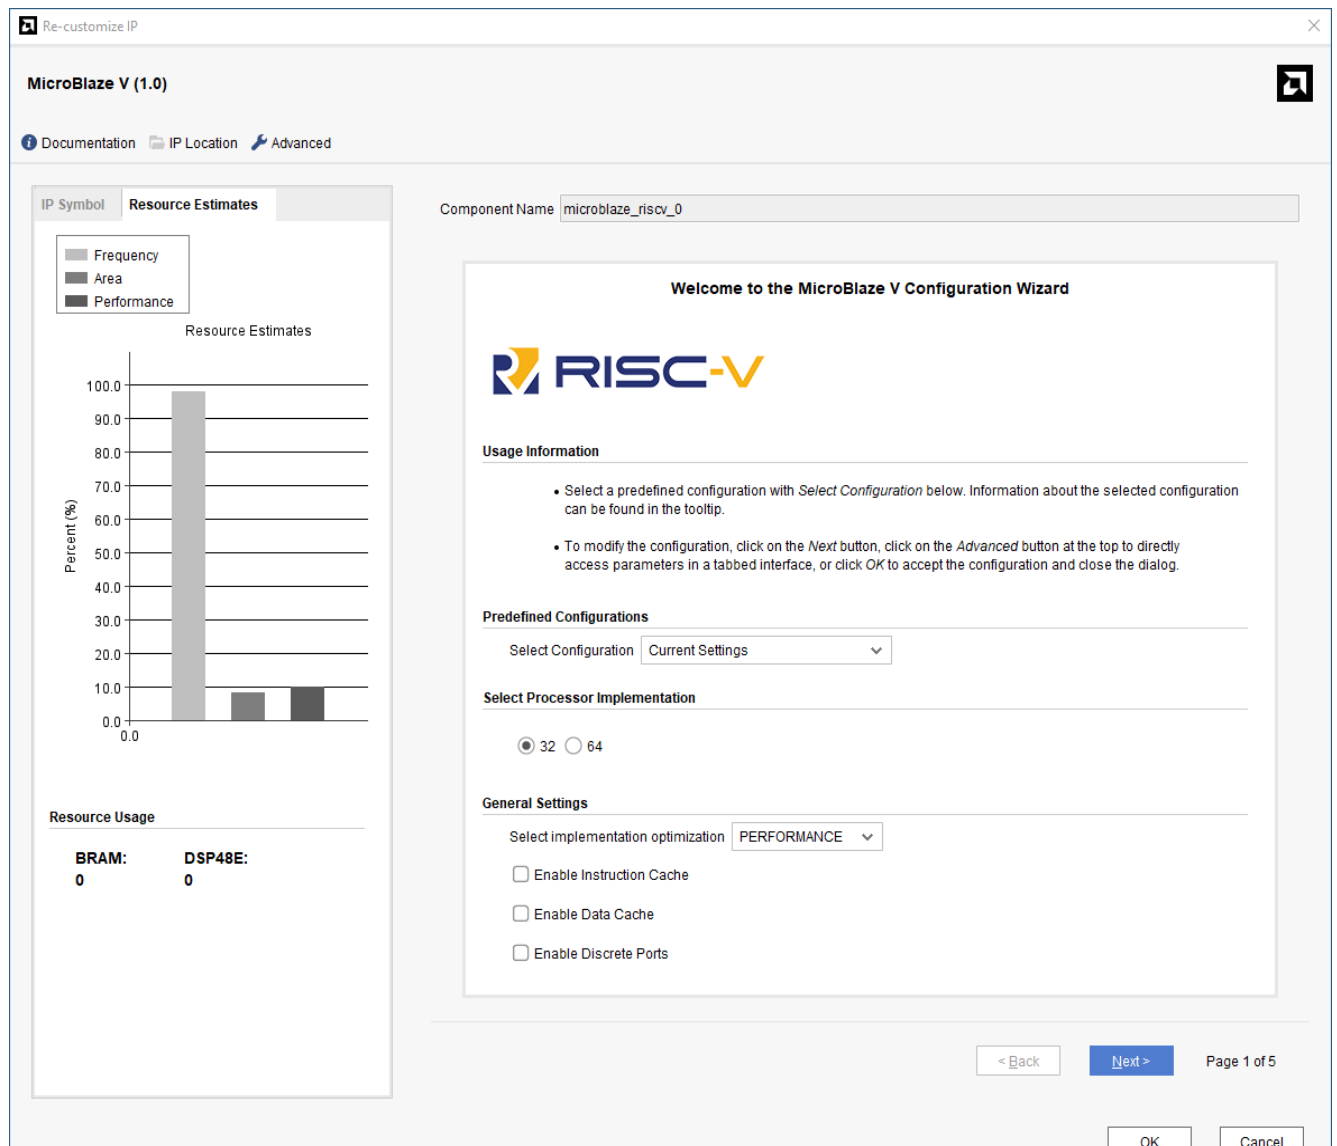 Re-customize IP
MicroBlaze V (1.0)
Documentation IP Location Advanced
IP Symbol Resource Estimates
Frequency
Area
Performance
Resource Estimates
Percent (%)
100.0
90.0
80.0
70.0
60.0
50.0
40.0
30.0
20.0
10.0
0.0
0.0
Resource Usage
BRAM: DSP48E:
0 0
Component Name microblaze_riscv_0
Welcome to the MicroBlaze V Configuration Wizard
RISC-V
Usage Information
• Select a predefined configuration with Select Configuration below. Information about the selected configuration
can be found in the tooltip.
• To modify the configuration, click on the Next button, click on the Advanced button at the top to directly
access parameters in a tabbed interface, or click OK to accept the configuration and close the dialog.
Predefined Configurations
Select Configuration Current Settings
Select Processor Implementation
32 64
General Settings
Select implementation optimization PERFORMANCE
Enable Instruction Cache
Enable Data Cache
Enable Discrete Ports
< Back Next > Page 1 of 5
OK Cancel